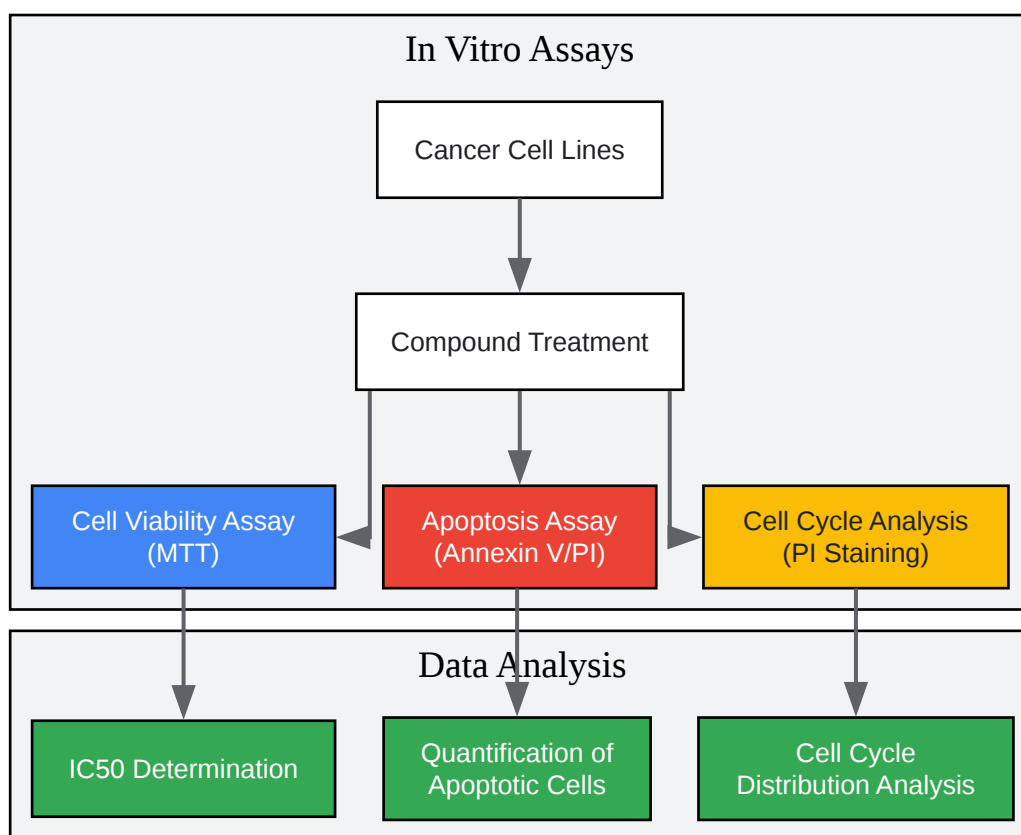 In Vitro Assays
Cancer Cell Lines
Compound Treatment
Cell Viability Assay
(MTT)
Apoptosis Assay
(Annexin V/PI)
Cell Cycle Analysis
(PI Staining)
Data Analysis
IC50 Determination
Quantification of
Apoptotic Cells
Cell Cycle
Distribution Analysis